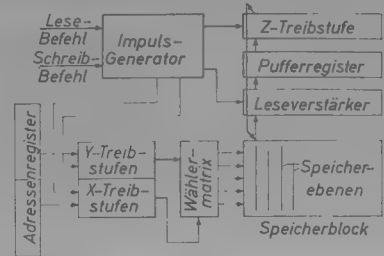 Lese-
Befehl
Schreib-
Befehl
Impuls-
Generator
Z-Treibstufe
Pufferregister
Leseverstärker
Adressenregister
Y-Treib-
stufen
X-Treib-
stufen
Wähler-
matrix
Speicher-
ebenen
Speicherblock